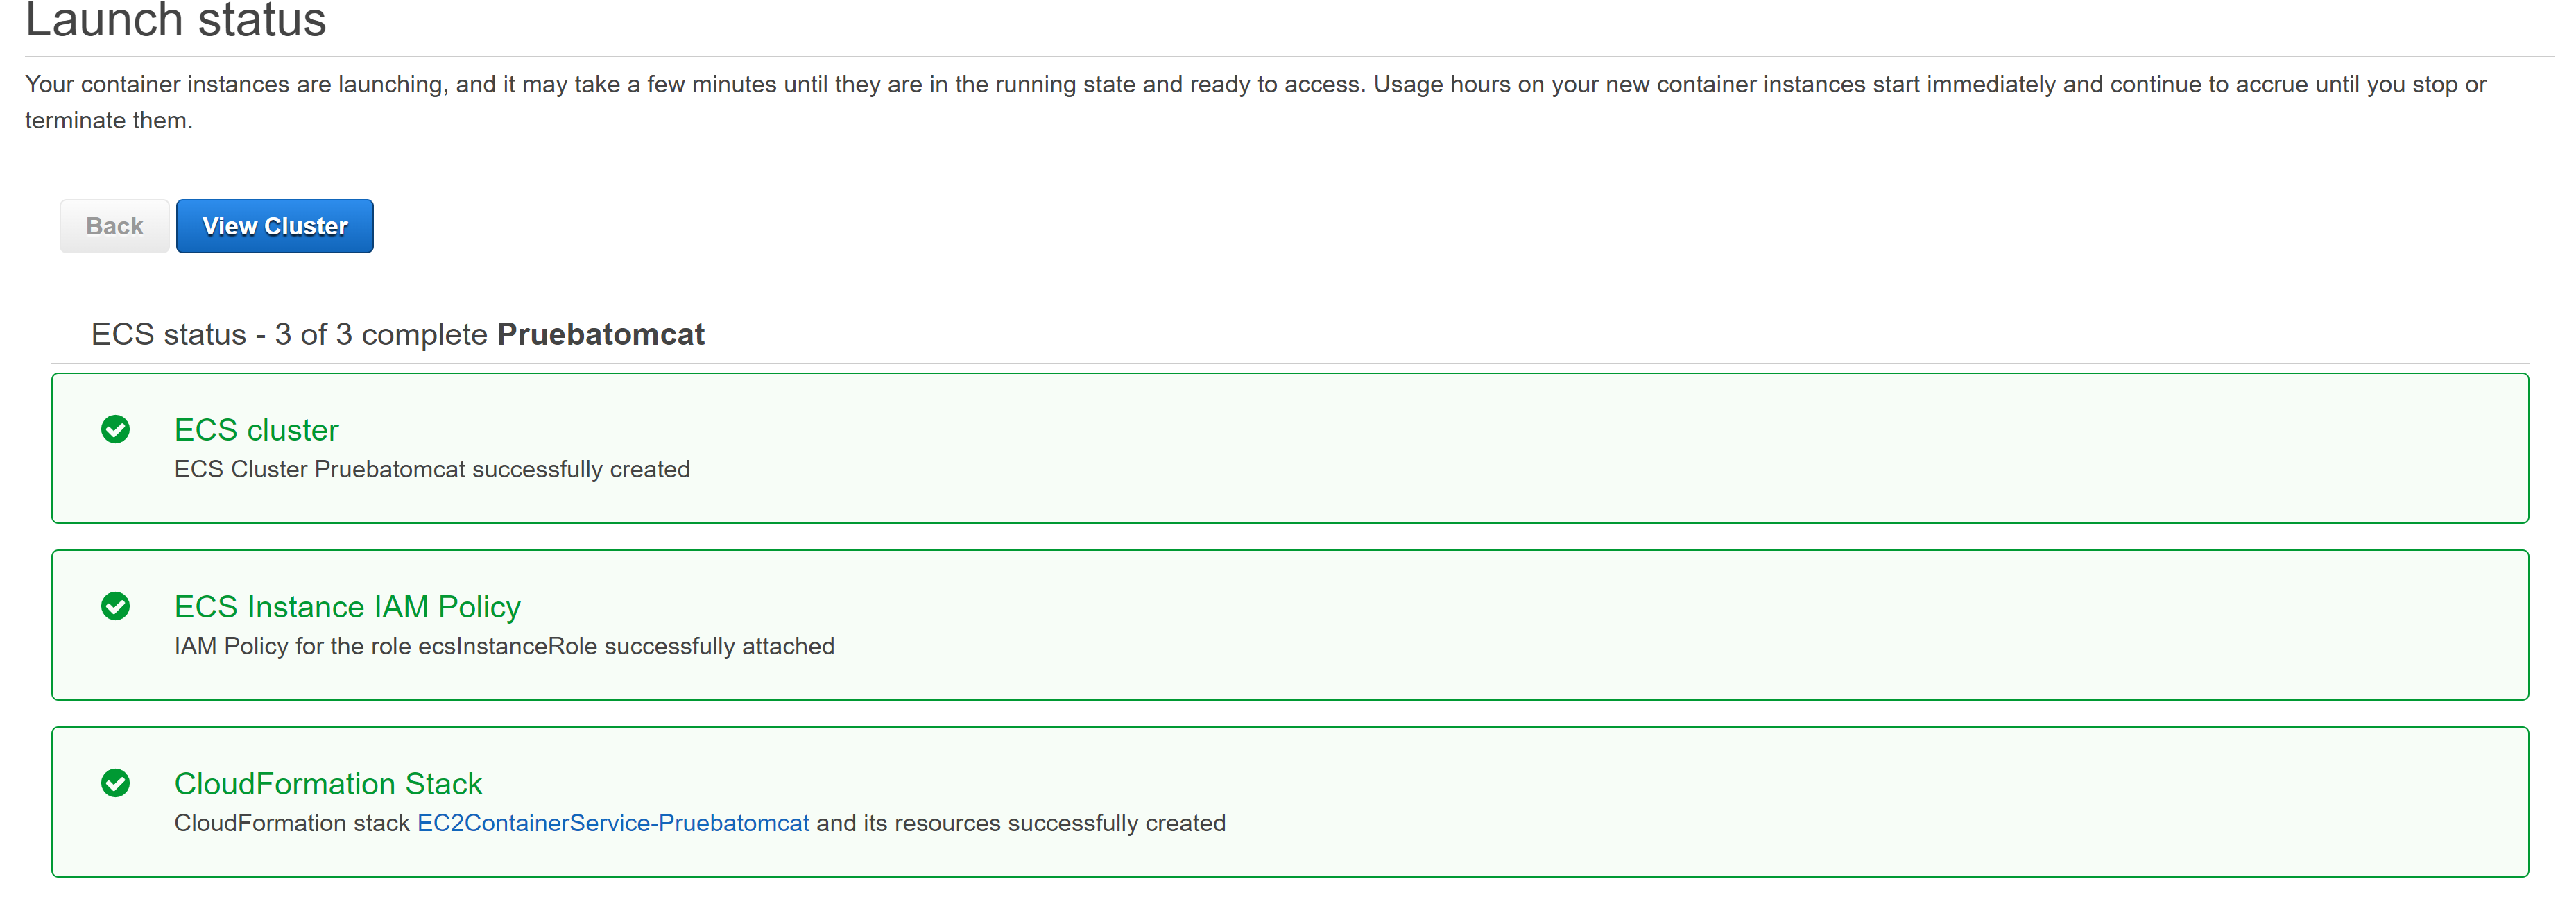 Launch status
Your container instances are launching, and it may take a few minutes until they are in the running state and ready to access. Usage hours on your new container instances start immediately and continue to accrue until you stop or
terminate them.
Back
View Cluster
ECS status - 3 of 3 complete Pruebatomcat
ECS cluster
ECS Cluster Pruebatomcat successfully created
ECS Instance IAM Policy
IAM Policy for the role ecsInstanceRole successfully attached
CloudFormation Stack
CloudFormation stack EC2ContainerService-Pruebatomcat and its resources successfully created